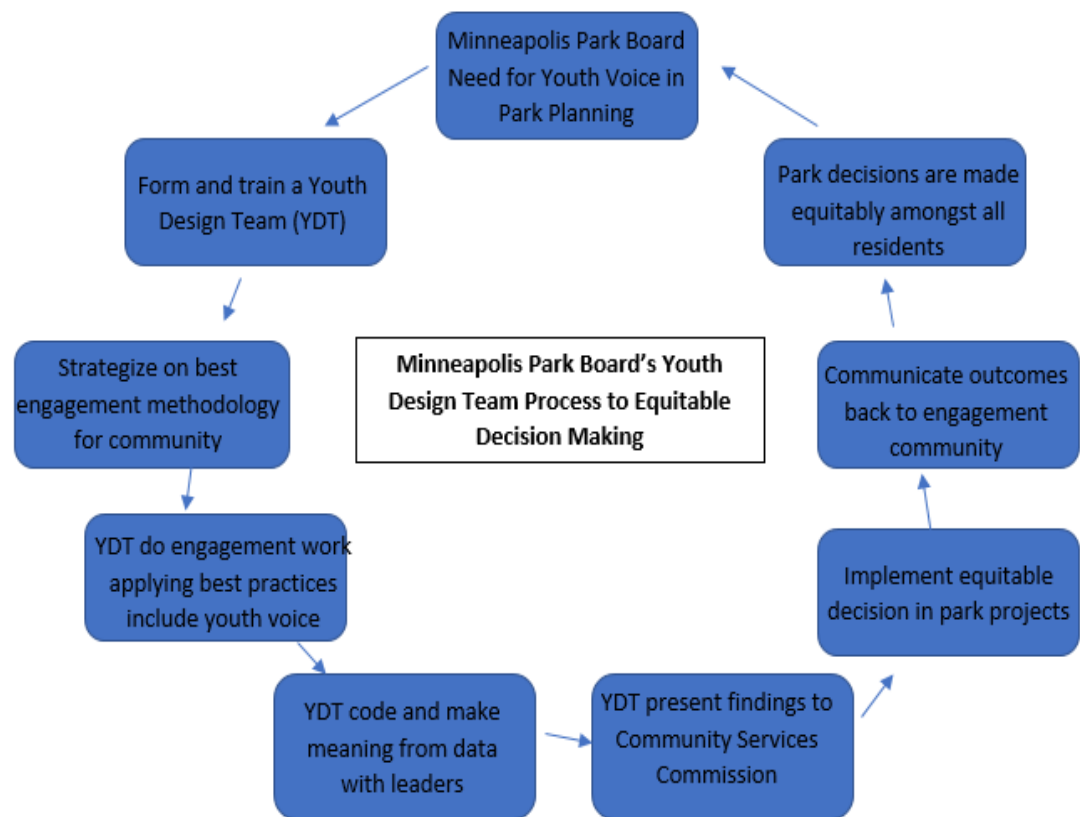 Minneapolis Park Board
Need for Youth Voice in
Park Planning
Form and train a Youth
Design Team (YDT)
Strategize on best
engagement methodology
for community
YDT do engagement work
applying best practices
include youth voice
YDT code and make
meaning from data
with leaders
YDT present findings to
Community Services
Commission
Implement equitable
decision in park projects
Communicate outcomes
back to engagement
community
Park decisions are made
equitably amongst all
residents
Minneapolis Park Board’s Youth
Design Team Process to Equitable
Decision Making